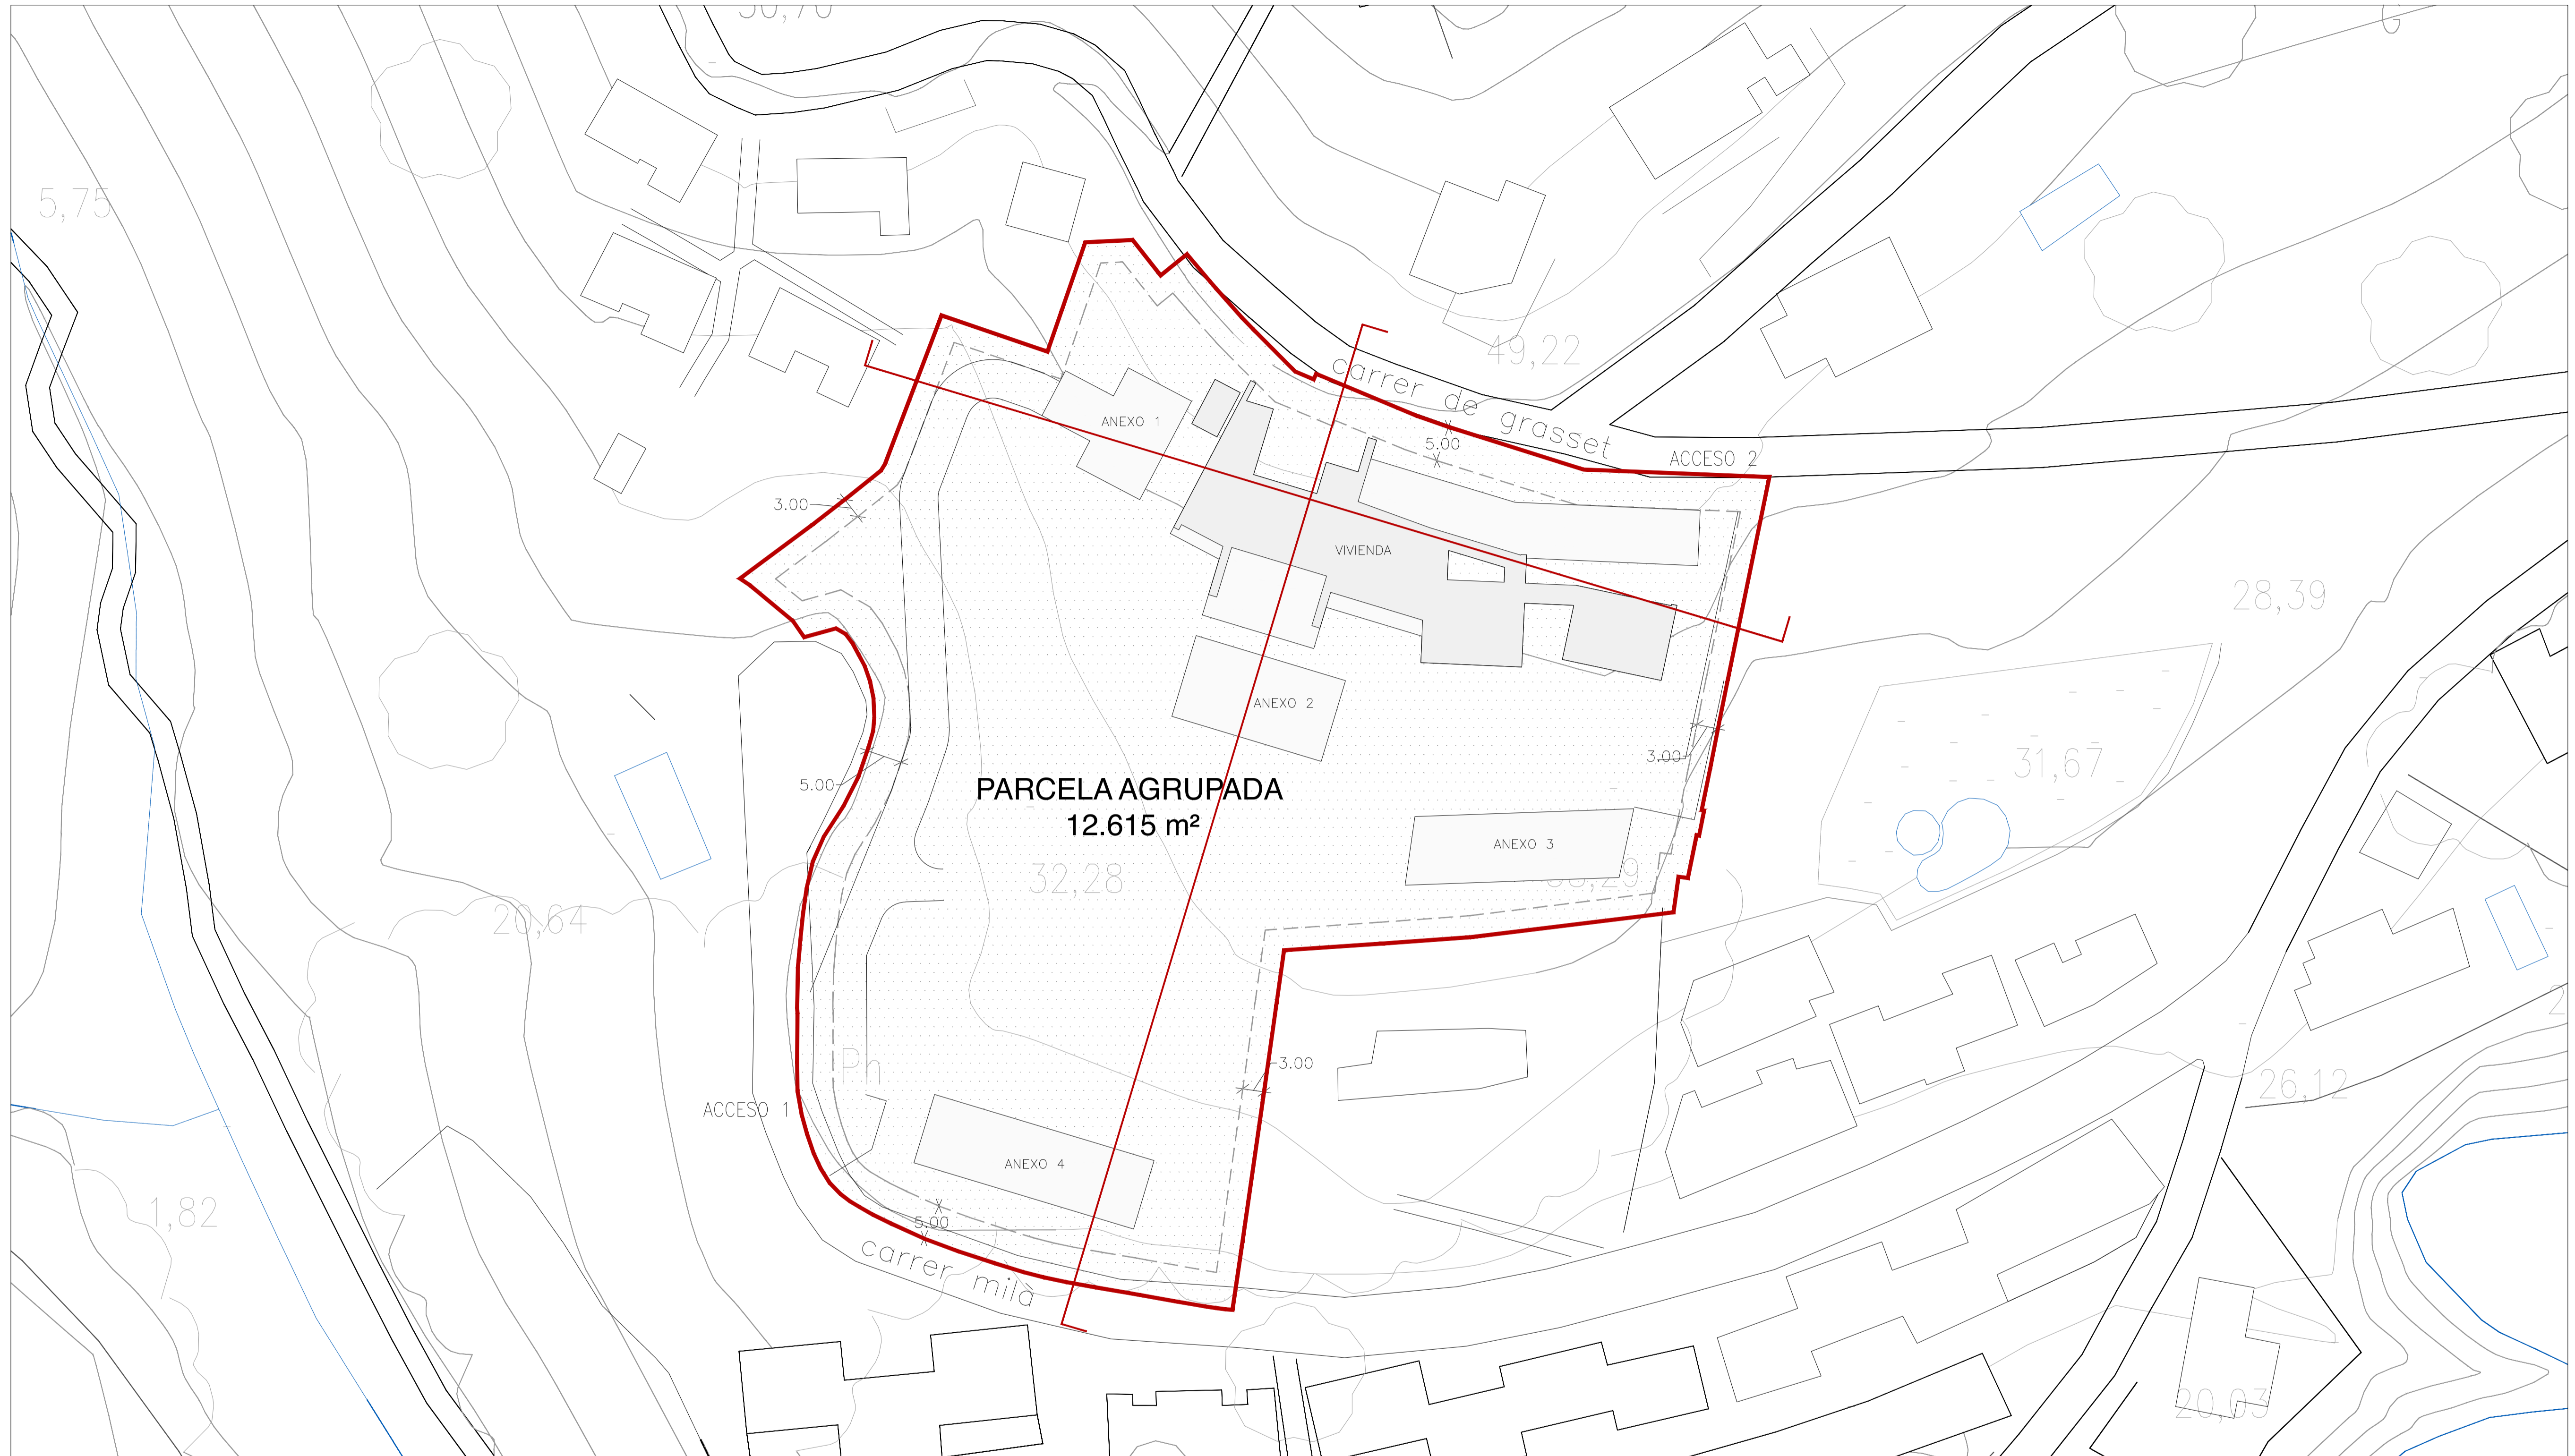 5,75
49,22
carrer de grasset
ANEXO 1
5.00
ACCESO 2
3.00
VIVIENDA
28,39
ANEXO 2
3.00
31,67
5.00
PARCELA AGRUPADA
12.615 m²
ANEXO 3
32,28
20,64
Ph
3.00
26,12
ACCESO 1
ANEXO 4
1,82
5.00
carrer milà
20,03